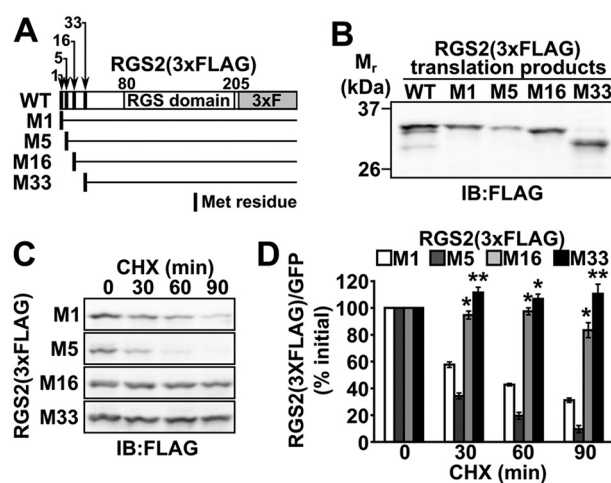 A
33
16
5
1
RGS2(3xFLAG)
80 205
WT RGS domain 3xF
M1
M5
M16
M33
Met residue
B
RGS2(3xFLAG)
translation products
Mr
(kDa)
WT M1 M5 M16 M33
37
26
IB:FLAG
C
CHX (min)
0 30 60 90
RGS2(3xFLAG)
M1
M5
M16
M33
IB:FLAG
D
RGS2(3xFLAG)
M1 M5 M16 M33
RGS2(3XFLAG)/GFP
(% initial)
120
100
80
60
40
20
0
* ** * * * **
0 30 60 90
CHX (min)